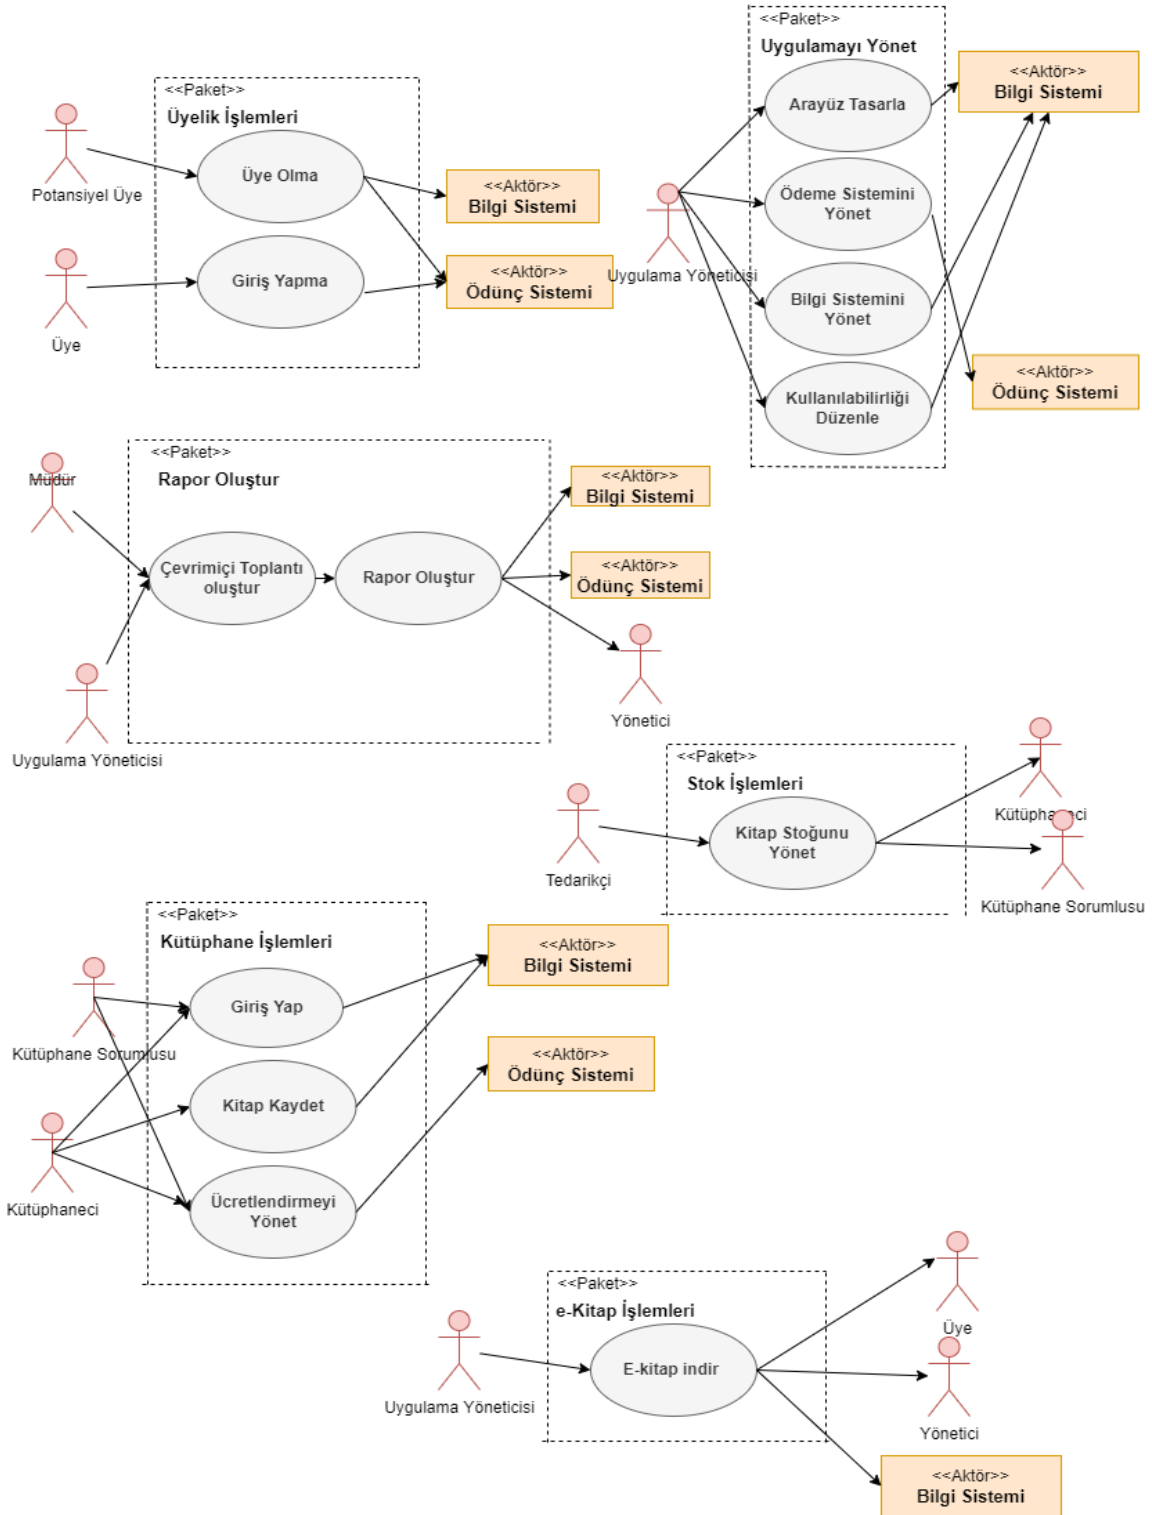 <<Paket>>
Üyelik İşlemleri
Potansiyel Üye
Üye Olma
Üye
Giriş Yapma
<<Aktör>>
Bilgi Sistemi
<<Aktör>>
Ödünç Sistemi
<<Paket>>
Uygulamayı Yönet
Arayüz Tasarla
Ödeme Sistemini
Yönet
Uygulama Yöneticisi
Bilgi Sistemini
Yönet
Kullanılabilirliği
Düzenle
<<Aktör>>
Bilgi Sistemi
<<Aktör>>
Ödünç Sistemi
<<Paket>>
Rapor Oluştur
Müdür
Çevrimiçi Toplantı
oluştur
Rapor Oluştur
Uygulama Yöneticisi
<<Aktör>>
Bilgi Sistemi
<<Aktör>>
Ödünç Sistemi
Yönetici
<<Paket>>
Stok İşlemleri
Tedarikçi
Kitap Stoğunu
Yönet
Kütüphaneci
Kütüphane Sorumlusu
<<Paket>>
Kütüphane İşlemleri
Kütüphane Sorumlusu
Giriş Yap
Kitap Kaydet
Kütüphaneci
Ücretlendirmeyi
Yönet
<<Aktör>>
Bilgi Sistemi
<<Aktör>>
Ödünç Sistemi
<<Paket>>
e-Kitap İşlemleri
Uygulama Yöneticisi
E-kitap indir
Üye
Yönetici
<<Aktör>>
Bilgi Sistemi